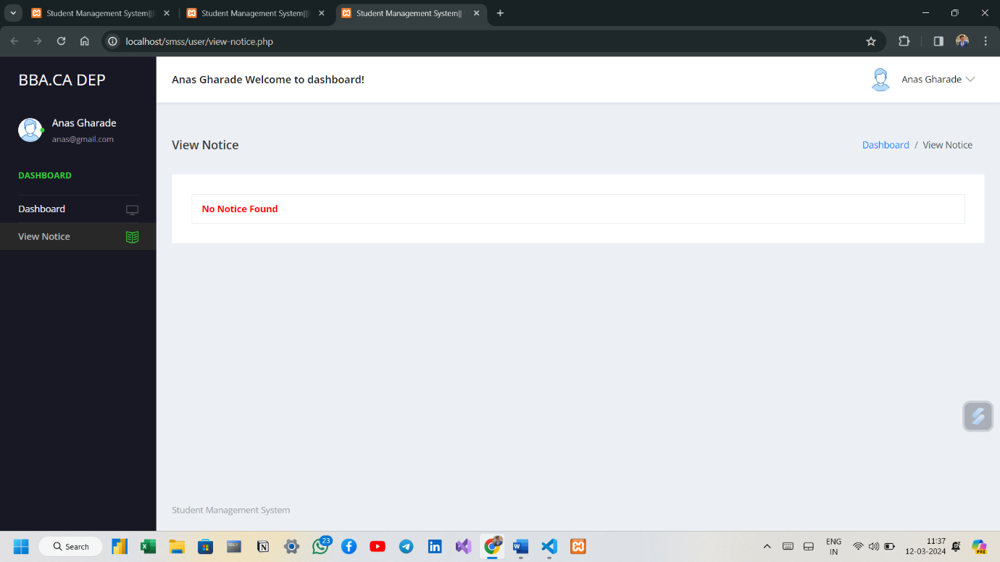 Student Management System|||
Student Management System|||
Student Management System||
localhost/smss/user/view-notice.php
BBA.CA DEP
Anas Gharade Welcome to dashboard!
Anas Gharade
Anas Gharade
anas@gmail.com
View Notice
Dashboard / View Notice
DASHBOARD
Dashboard
No Notice Found
View Notice
Student Management System
Search
23
ENG
IN
11:37
12-03-2024
PRE